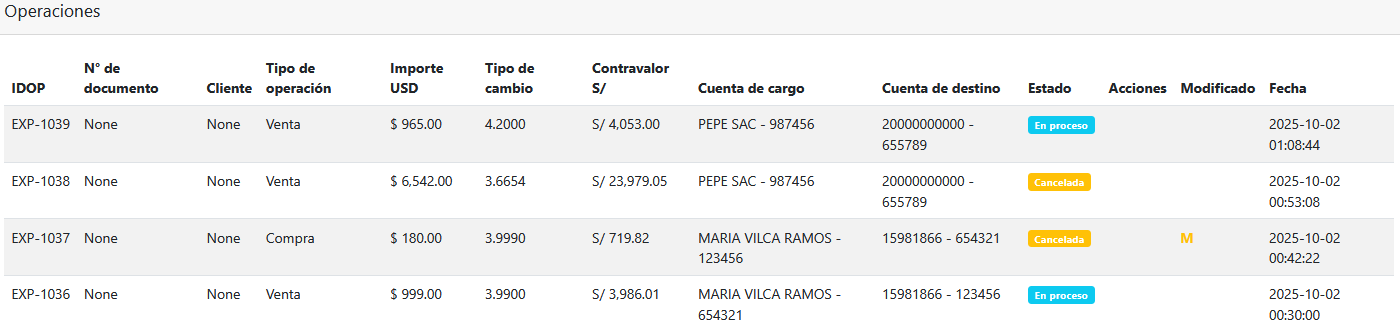 Operaciones
IDOP N° de documento Cliente Tipo de operación Importe USD Tipo de cambio Contravalor S/ Cuenta de cargo Cuenta de destino Estado Acciones Modificado Fecha
EXP-1039 None None Venta $ 965.00 4.2000 S/ 4,053.00 PEPE SAC - 987456 20000000000 - 655789 En proceso 2025-10-02 01:08:44
EXP-1038 None None Venta $ 6,542.00 3.6654 S/ 23,979.05 PEPE SAC - 987456 20000000000 - 655789 Cancelada 2025-10-02 00:53:08
EXP-1037 None None Compra $ 180.00 3.9990 S/ 719.82 MARIA VILCA RAMOS - 123456 15981866 - 654321 Cancelada M 2025-10-02 00:42:22
EXP-1036 None None Venta $ 999.00 3.9900 S/ 3,986.01 MARIA VILCA RAMOS - 654321 15981866 - 123456 En proceso 2025-10-02 00:30:00